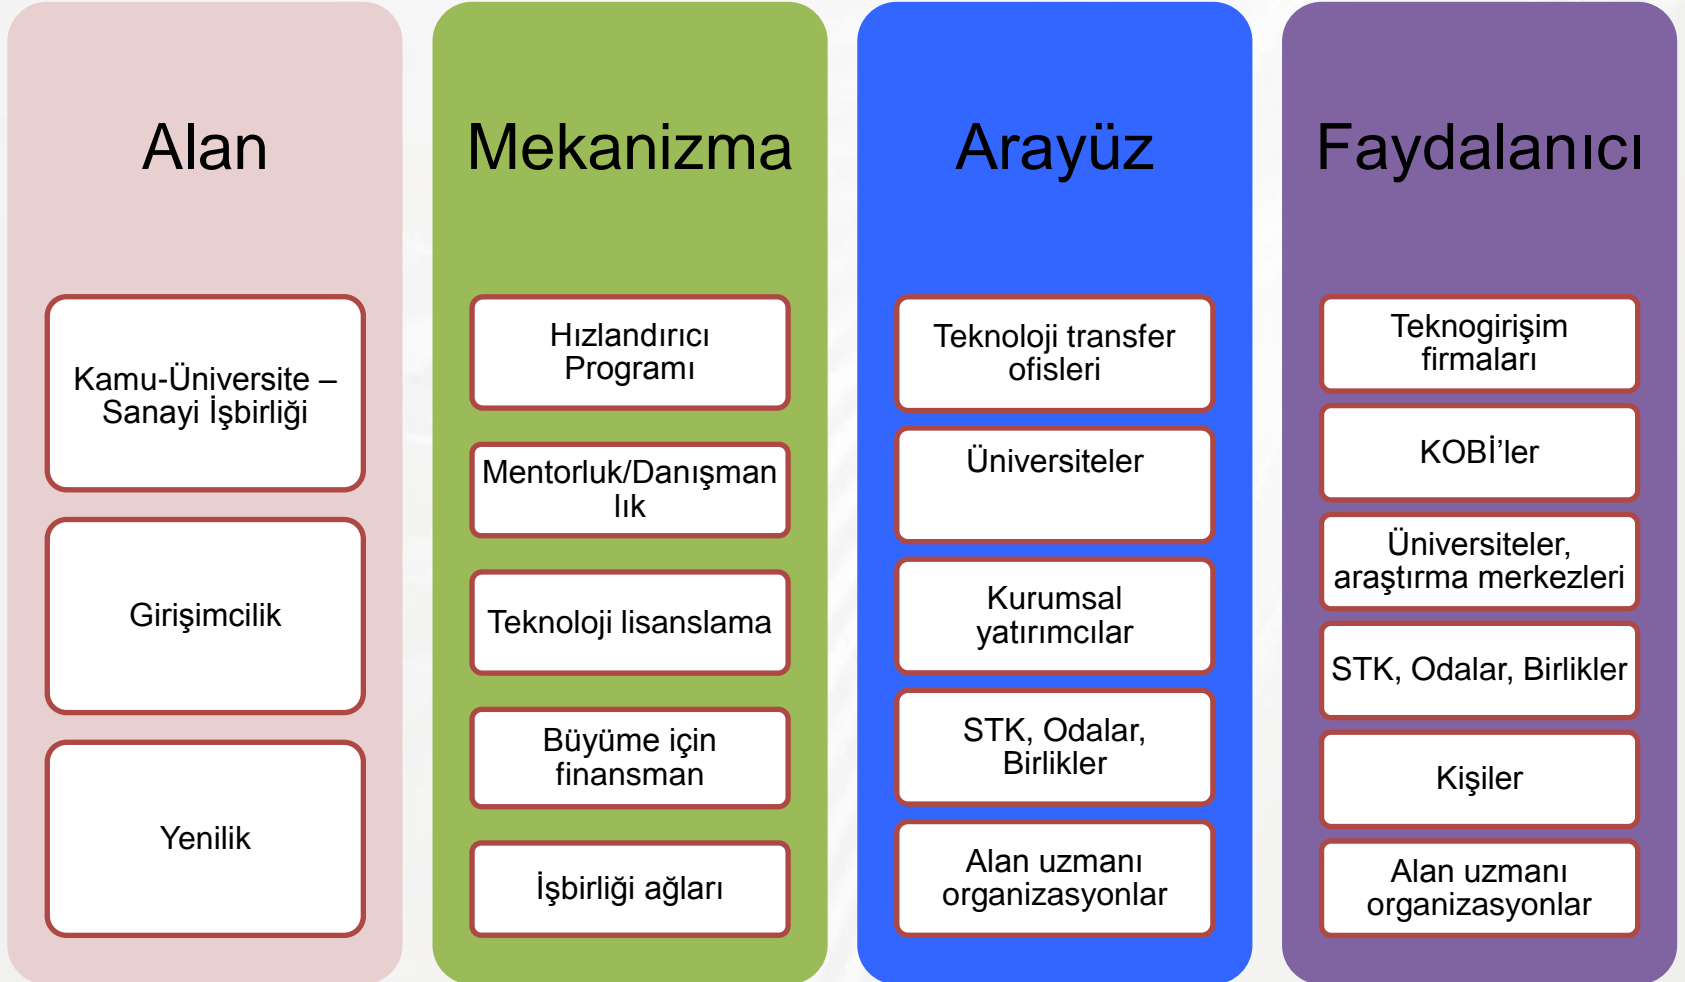 Alan
Kamu-Üniversite –
Sanayi İşbirliği
Girişimcilik
Yenilik
Mekanizma
Hızlandırıcı
Programı
Mentorluk/Danışman
lık
Teknoloji lisanslama
Büyüme için
finansman
İşbirliği ağları
Arayüz
Teknoloji transfer
ofisleri
Üniversiteler
Kurumsal
yatırımcılar
STK, Odalar,
Birlikler
Alan uzmanı
organizasyonlar
Faydalanıcı
Teknogirişim
firmaları
KOBİ’ler
Üniversiteler,
araştırma merkezleri
STK, Odalar, Birlikler
Kişiler
Alan uzmanı
organizasyonlar